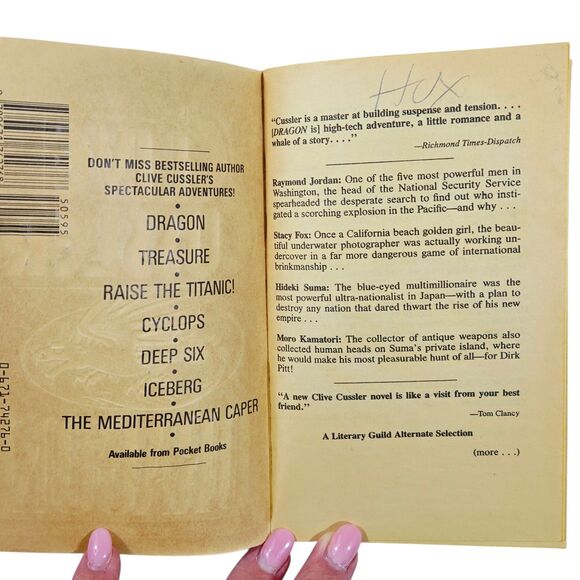 DON'T MISS BESTSELLING AUTHOR
CLIVE CUSSLER'S
SPECTACULAR ADVENTURES!
DRAGON
TREASURE
RAISE THE TITANIC!
CYCLOPS
DEEP SIX
ICEBERG
THE MEDITERRANEAN CAPER
Available from Pocket Books
50595
0-671-74276-0
"Cussler is a master at building suspense and tension. . . .
[DRAGON is] high-tech adventure, a little romance and a
whale of a story. . . ."
—Richmond Times-Dispatch
Raymond Jordan: One of the five most powerful men in
Washington, the head of the National Security Service
spearheaded the desperate search to find out who insti-
gated a scorching explosion in the Pacific—and why . . .
Stacy Fox: Once a California beach golden girl, the beau-
tiful underwater photographer was actually working un-
dercover in a far more dangerous game of international
brinkmanship . . .
Hideki Suma: The blue-eyed multimillionaire was the
most powerful ultra-nationalist in Japan—with a plan to
destroy any nation that dared thwart the rise of his new
empire . . .
Moro Kamatori: The collector of antique weapons also
collected human heads on Suma's private island, where
he would make his most pleasurable hunt of all—for Dirk
Pitt!
"A new Clive Cussler novel is like a visit from your best
friend."
—Tom Clancy
A Literary Guild Alternate Selection
(more . . .)